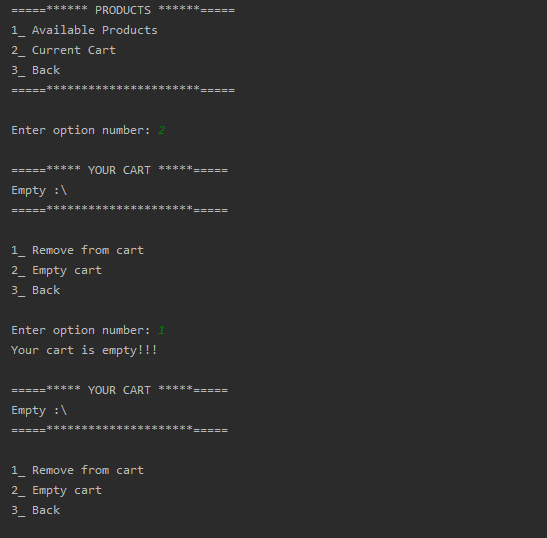 =====****** PRODUCTS ******=====
1_ Available Products
2_ Current Cart
3_ Back
=====**********************=====
Enter option number: 2
=====***** YOUR CART *****=====
Empty :\
=====*********************=====
1_ Remove from cart
2_ Empty cart
3_ Back
Enter option number: 1
Your cart is empty!!!
=====***** YOUR CART *****=====
Empty :\
=====*********************=====
1_ Remove from cart
2_ Empty cart
3_ Back